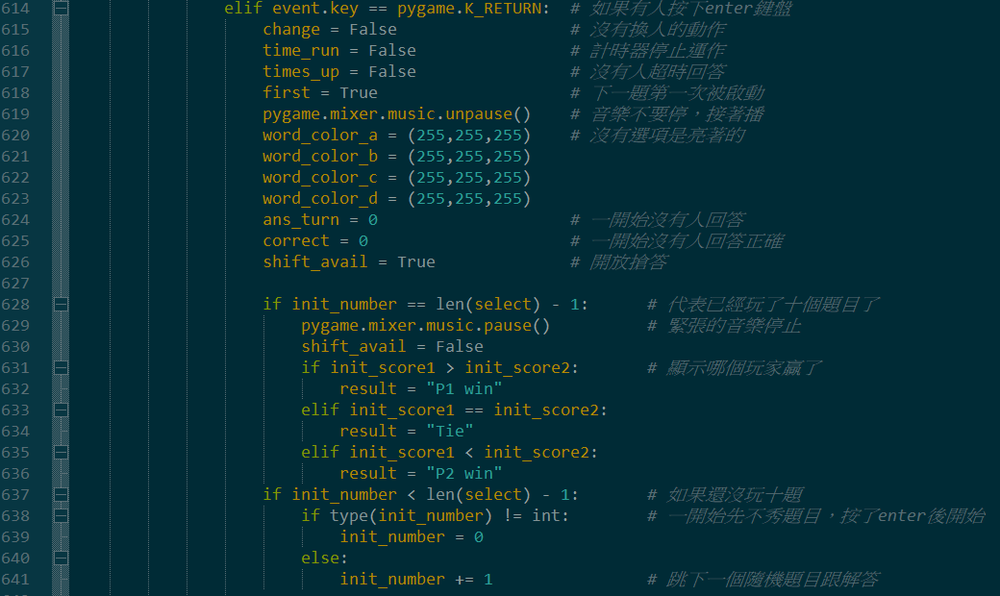 614 elif event.key == pygame.K_RETURN: # 如果有人按下enter鍵盤
615 change = False # 沒有換人的動作
616 time_run = False # 計時器停止運作
617 times_up = False # 沒有人超時回答
618 first = True # 下一題第一次被啟動
619 pygame.mixer.music.unpause() # 音樂不要停，接著播
620 word_color_a = (255,255,255) # 沒有選項是亮著的
621 word_color_b = (255,255,255)
622 word_color_c = (255,255,255)
623 word_color_d = (255,255,255)
624 ans_turn = 0 # 一開始沒有人回答
625 correct = 0 # 一開始沒有人回答正確
626 shift_avail = True # 開放搶答
627
628 if init_number == len(select) - 1: # 代表已經玩了十個題目了
629 pygame.mixer.music.pause() # 緊張的音樂停止
630 shift_avail = False
631 if init_score1 > init_score2: # 顯示哪個玩家贏了
632 result = "P1 win"
633 elif init_score1 == init_score2:
634 result = "Tie"
635 elif init_score1 < init_score2:
636 result = "P2 win"
637 if init_number < len(select) - 1: # 如果還沒玩十題
638 if type(init_number) != int: # 一開始先不秀題目，按了enter後開始
639 init_number = 0
640 else:
641 init_number += 1 # 跳下一個隨機題目跟解答